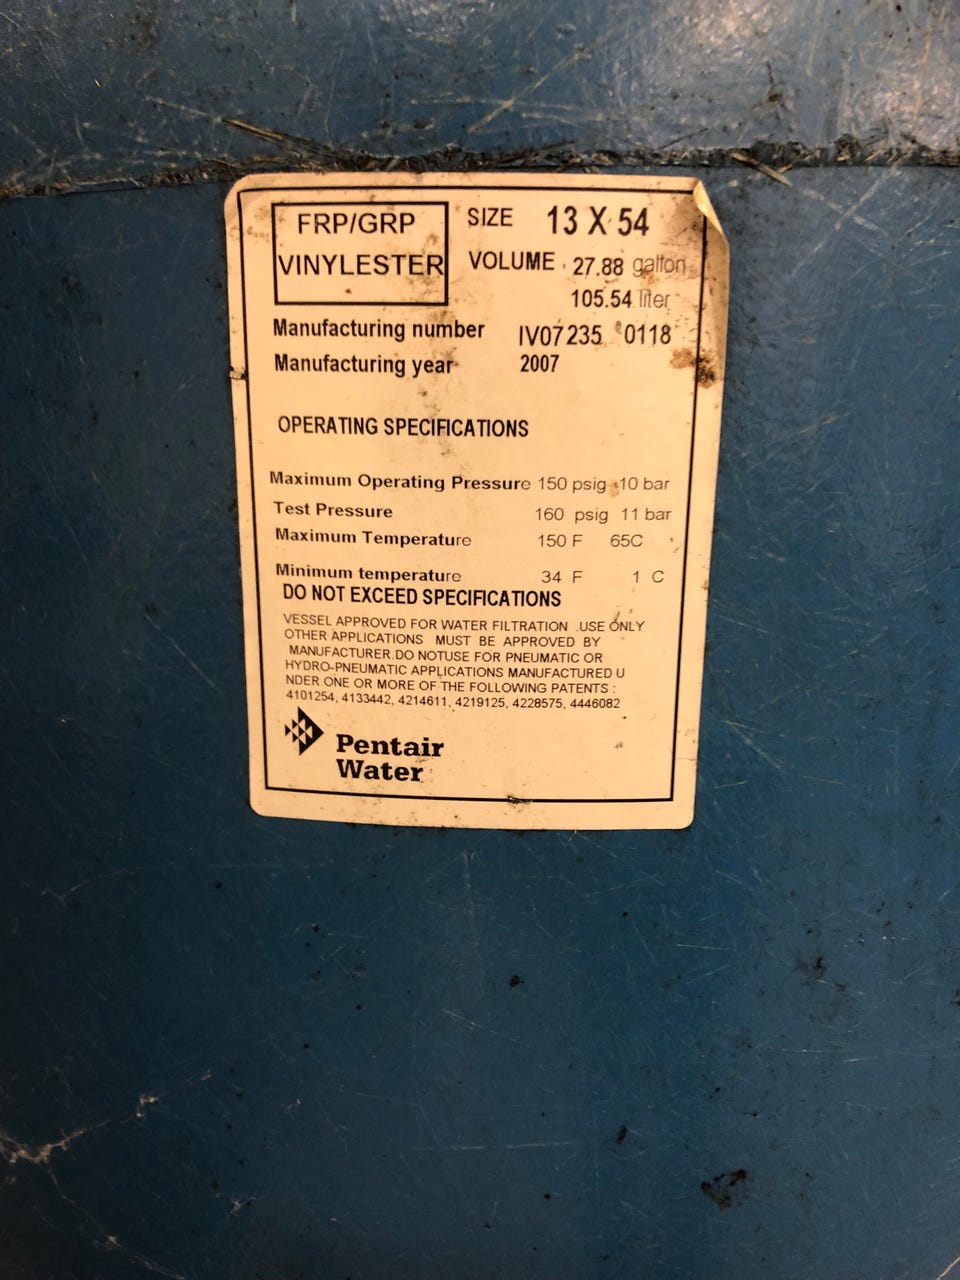 FRP/GRP
VINYLESTER
SIZE 13 X 54
VOLUME 27.88 gallon
105.54 liter
Manufacturing number IV07 235 0118
Manufacturing year 2007
OPERATING SPECIFICATIONS
Maximum Operating Pressure 150 psig 10 bar
Test Pressure 160 psig 11 bar
Maximum Temperature 150 F 65C
Minimum temperature 34 F 1 C
DO NOT EXCEED SPECIFICATIONS
VESSEL APPROVED FOR WATER FILTRATION .USE ONLY
OTHER APPLICATIONS MUST BE APPROVED BY
MANUFACTURER.DO NOTUSE FOR PNEUMATIC OR
HYDRO-PNEUMATIC APPLICATIONS MANUFACTURED U
NDER ONE OR MORE OF THE FOLLOWING PATENTS :
4101254, 4133442, 4214611, 4219125, 4228575, 4446082
Pentair
Water